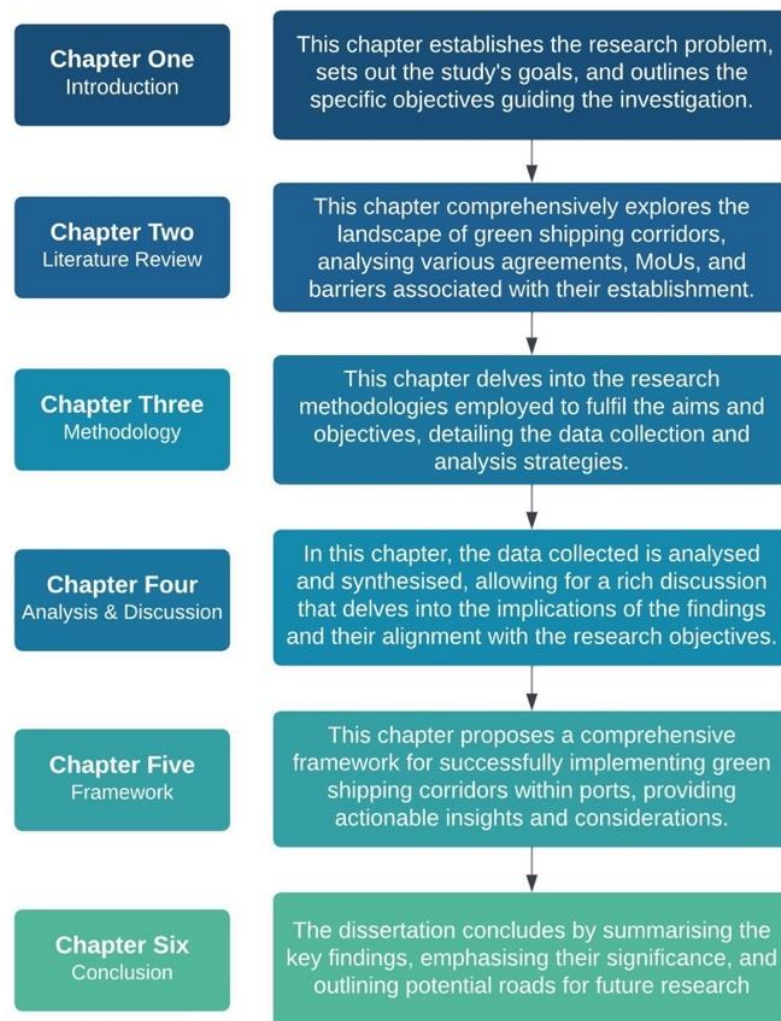 Chapter One
Introduction
This chapter establishes the research problem,
sets out the study's goals, and outlines the
specific objectives guiding the investigation.
Chapter Two
Literature Review
This chapter comprehensively explores the
landscape of green shipping corridors,
analysing various agreements, MoUs, and
barriers associated with their establishment.
Chapter Three
Methodology
This chapter delves into the research
methodologies employed to fulfil the aims and
objectives, detailing the data collection and
analysis strategies.
Chapter Four
Analysis & Discussion
In this chapter, the data collected is analysed
and synthesised, allowing for a rich discussion
that delves into the implications of the findings
and their alignment with the research objectives.
Chapter Five
Framework
This chapter proposes a comprehensive
framework for successfully implementing green
shipping corridors within ports, providing
actionable insights and considerations.
Chapter Six
Conclusion
The dissertation concludes by summarising the
key findings, emphasising their significance, and
outlining potential roads for future research